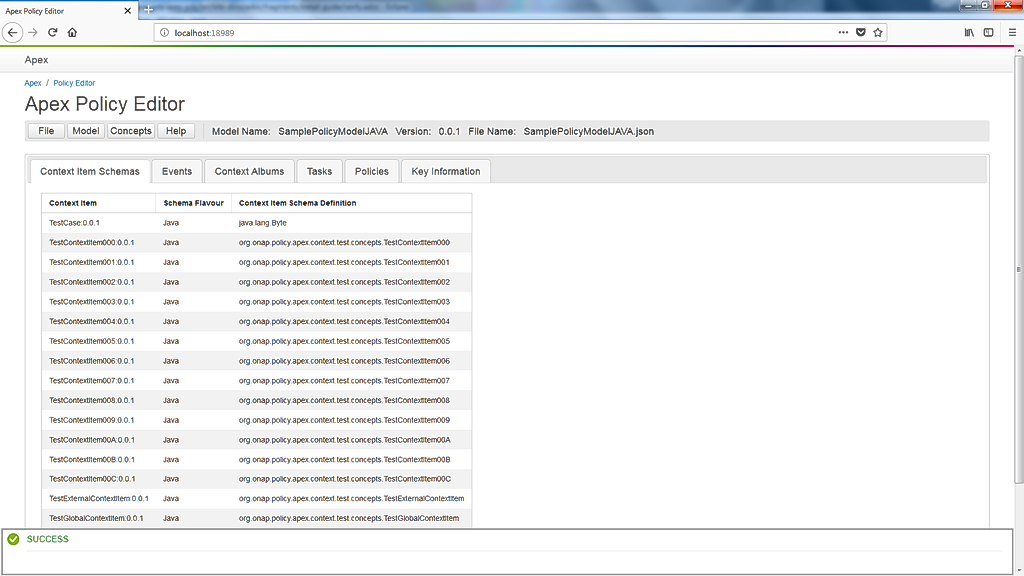 Apex Policy Editor
localhost:18989
Apex
Apex / Policy Editor
Apex Policy Editor
File Model Concepts Help Model Name: SamplePolicyModelJAVA Version: 0.0.1 File Name: SamplePolicyModelJAVA.json
Context Item Schemas Events Context Albums Tasks Policies Key Information
Context Item Schema Flavour Context Item Schema Definition
TestCase:0.0.1 Java java.lang.Byte
TestContextItem000:0.0.1 Java org.onap.policy.apex.context.test.concepts.TestContextItem000
TestContextItem001:0.0.1 Java org.onap.policy.apex.context.test.concepts.TestContextItem001
TestContextItem002:0.0.1 Java org.onap.policy.apex.context.test.concepts.TestContextItem002
TestContextItem003:0.0.1 Java org.onap.policy.apex.context.test.concepts.TestContextItem003
TestContextItem004:0.0.1 Java org.onap.policy.apex.context.test.concepts.TestContextItem004
TestContextItem005:0.0.1 Java org.onap.policy.apex.context.test.concepts.TestContextItem005
TestContextItem006:0.0.1 Java org.onap.policy.apex.context.test.concepts.TestContextItem006
TestContextItem007:0.0.1 Java org.onap.policy.apex.context.test.concepts.TestContextItem007
TestContextItem008:0.0.1 Java org.onap.policy.apex.context.test.concepts.TestContextItem008
TestContextItem009:0.0.1 Java org.onap.policy.apex.context.test.concepts.TestContextItem009
TestContextItem00A:0.0.1 Java org.onap.policy.apex.context.test.concepts.TestContextItem00A
TestContextItem00B:0.0.1 Java org.onap.policy.apex.context.test.concepts.TestContextItem00B
TestContextItem00C:0.0.1 Java org.onap.policy.apex.context.test.concepts.TestContextItem00C
TestExternalContextItem:0.0.1 Java org.onap.policy.apex.context.test.concepts.TestExternalContextItem
TestGlobalContextItem:0.0.1 Java org.onap.policy.apex.context.test.concepts.TestGlobalContextItem
SUCCESS